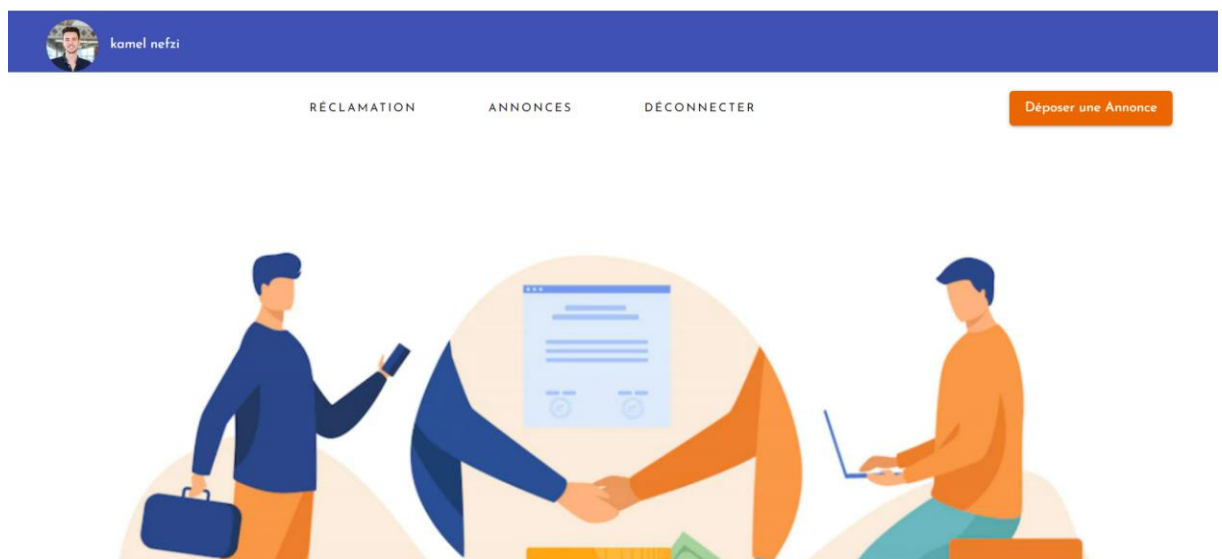 kamel nefzi
RÉCLAMATION
ANNONCES
DÉCONNECTER
Déposer une Annonce